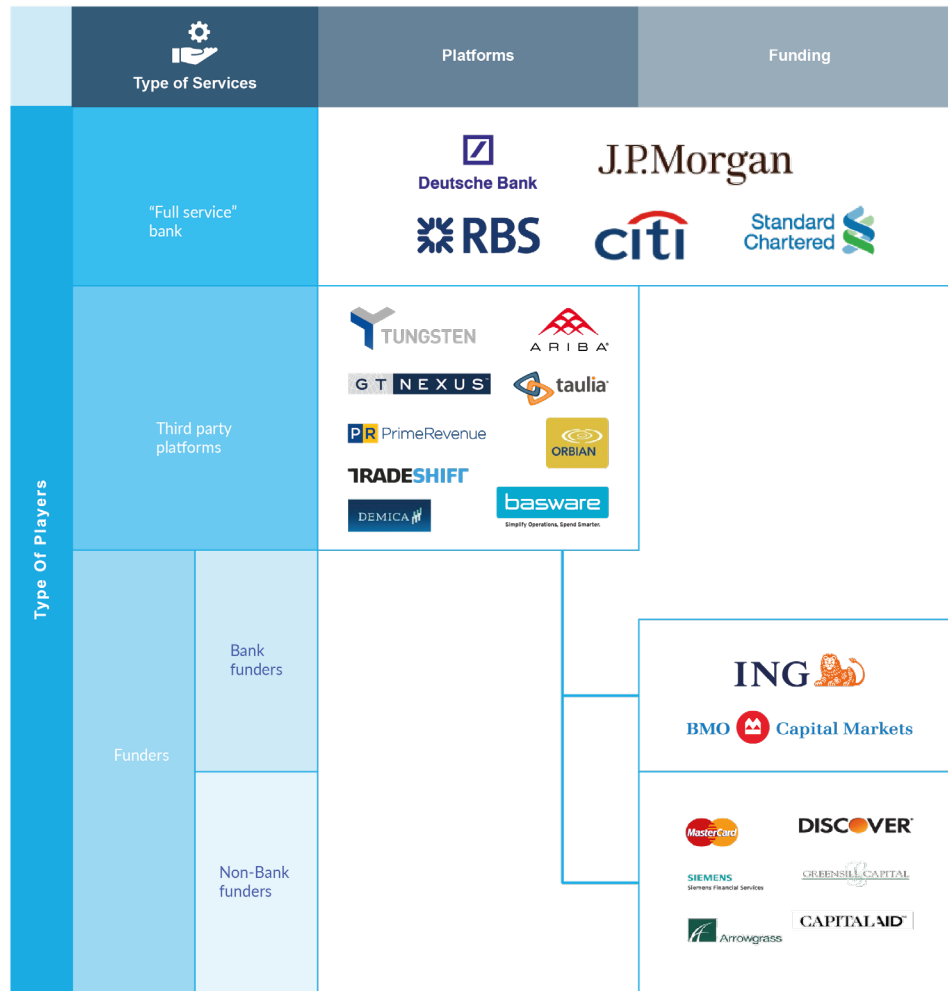 Type of Services
Platforms
Funding
Type Of Players
“Full service”
bank
Deutsche Bank
J.P.Morgan
RBS
citi
Standard
Chartered
Third party
platforms
TUNGSTEN
ARIBA
GT NEXUS
taulia
PR PrimeRevenue
ORBIAN
TRADESHIFT
basware
Simplify Operations, Spend Smarter.
DEMICA
Funders
Bank
funders
ING
BMO Capital Markets
Non-Bank
funders
MasterCard
DISCOVER
SIEMENS
Siemens Financial Services
GREENSILL CAPITAL
Arrowgrass
CAPITALAID